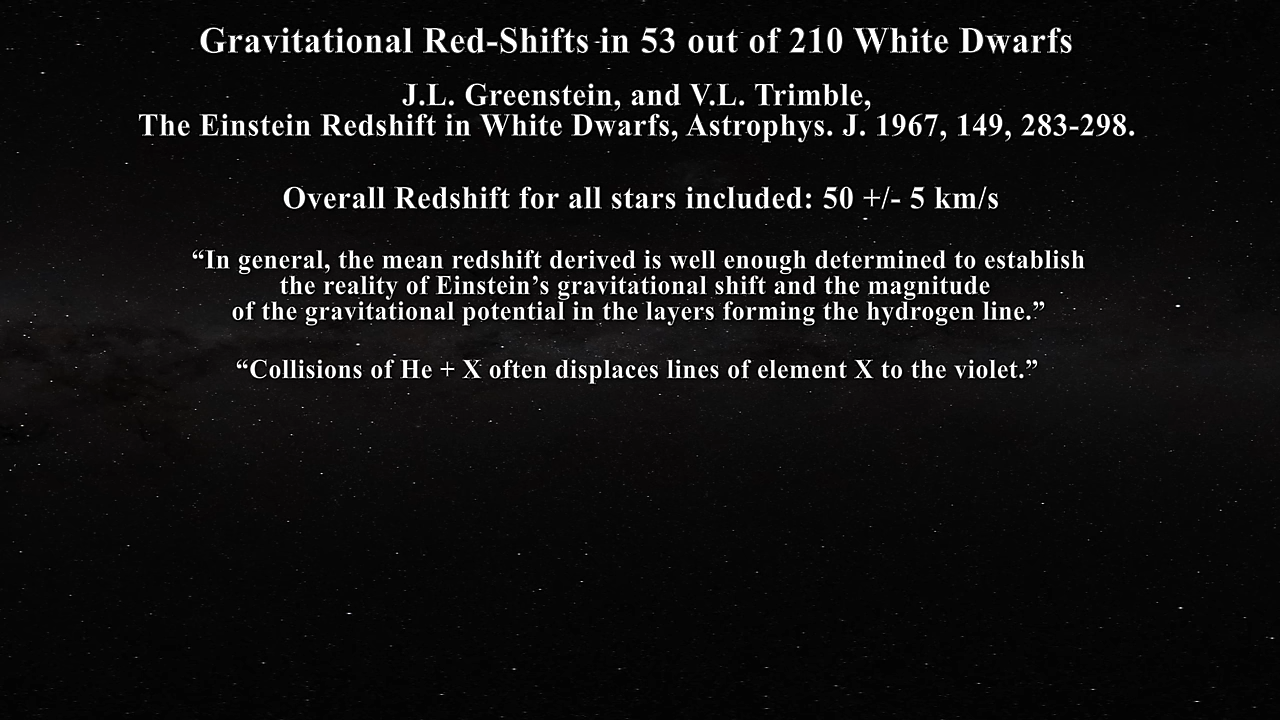 Gravitational Red-Shifts in 53 out of 210 White Dwarfs
J.L. Greenstein, and V.L. Trimble,
The Einstein Redshift in White Dwarfs, Astrophys. J. 1967, 149, 283-298.
Overall Redshift for all stars included: 50 +/- 5 km/s
“In general, the mean redshift derived is well enough determined to establish
the reality of Einstein’s gravitational shift and the magnitude
of the gravitational potential in the layers forming the hydrogen line.”
“Collisions of He + X often displaces lines of element X to the violet.”